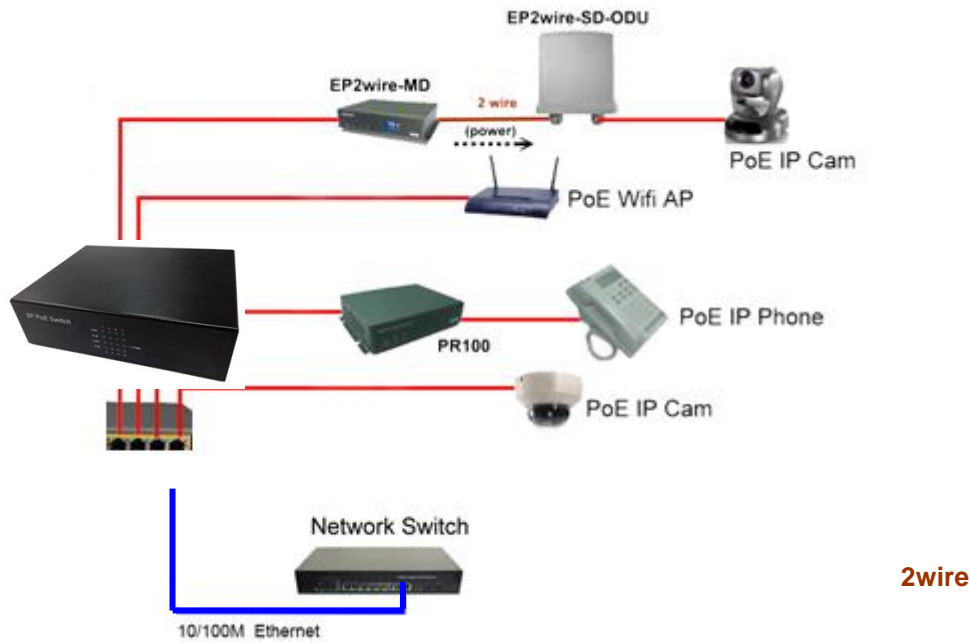 EP2wire-SD-ODU
EP2wire-MD
2 wire
(power)
PoE IP Cam
PoE Wifi AP
IP PoE Switch
PR100
PoE IP Phone
PoE IP Cam
Network Switch
2wire
10/100M Ethernet